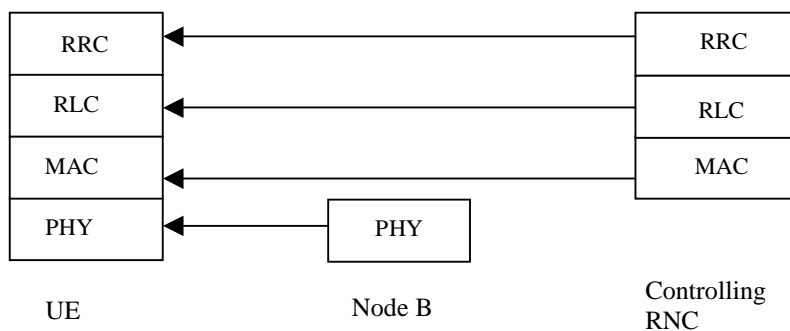 RRC
RRC
RLC
RLC
MAC
MAC
PHY
PHY
UE
Node B
Controlling
RNC